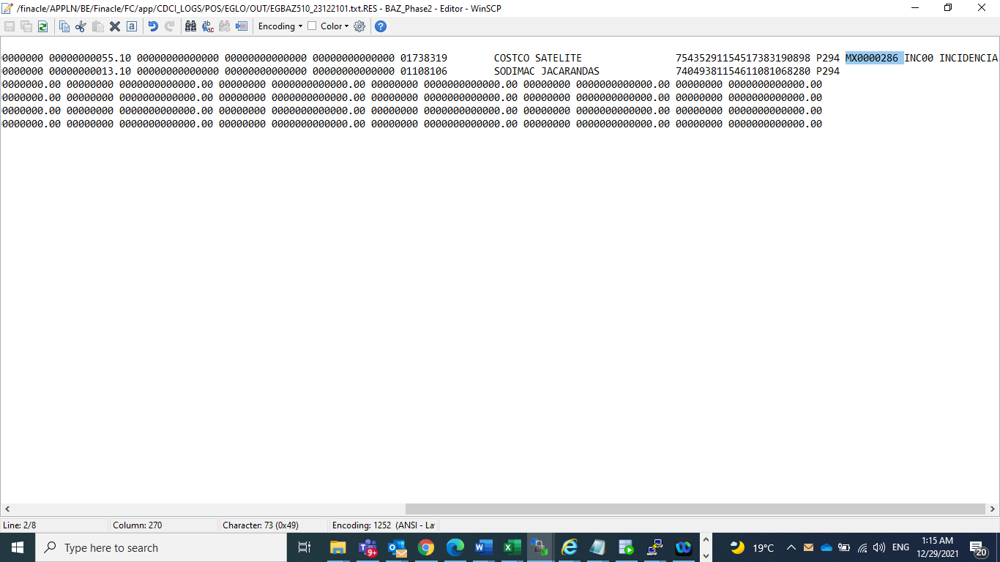 /finacle/APPLN/BE/Finacle/FC/app/CDCI_LOGS/POS/EGLO/OUT/EGBAZ510_23122101.txt.RES - BAZ_Phase2 - Editor - WinSCP
Encoding Color
0000000 00000000055.10 00000000000000 00000000000000 00000000000000 01738319 COSTCO SATELITE 75435291154517383190898 P294 MX0000286 INC00 INCIDENCIA
0000000 00000000013.10 00000000000000 00000000000000 00000000000000 01108106 SODIMAC JACARANDAS 74049381154611081068280 P294
0000000.00 00000000 0000000000000.00 00000000 0000000000000.00 00000000 0000000000000.00 00000000 0000000000000.00 00000000 0000000000000.00
0000000.00 00000000 0000000000000.00 00000000 0000000000000.00 00000000 0000000000000.00 00000000 0000000000000.00 00000000 0000000000000.00
0000000.00 00000000 0000000000000.00 00000000 0000000000000.00 00000000 0000000000000.00 00000000 0000000000000.00 00000000 0000000000000.00
0000000.00 00000000 0000000000000.00 00000000 0000000000000.00 00000000 0000000000000.00 00000000 0000000000000.00 00000000 0000000000000.00
Line: 2/8 Column: 270 Character: 73 (0x49) Encoding: 1252 (ANSI - La
Type here to search 9+ 19°C ENG 1:15 AM
12/29/2021 20